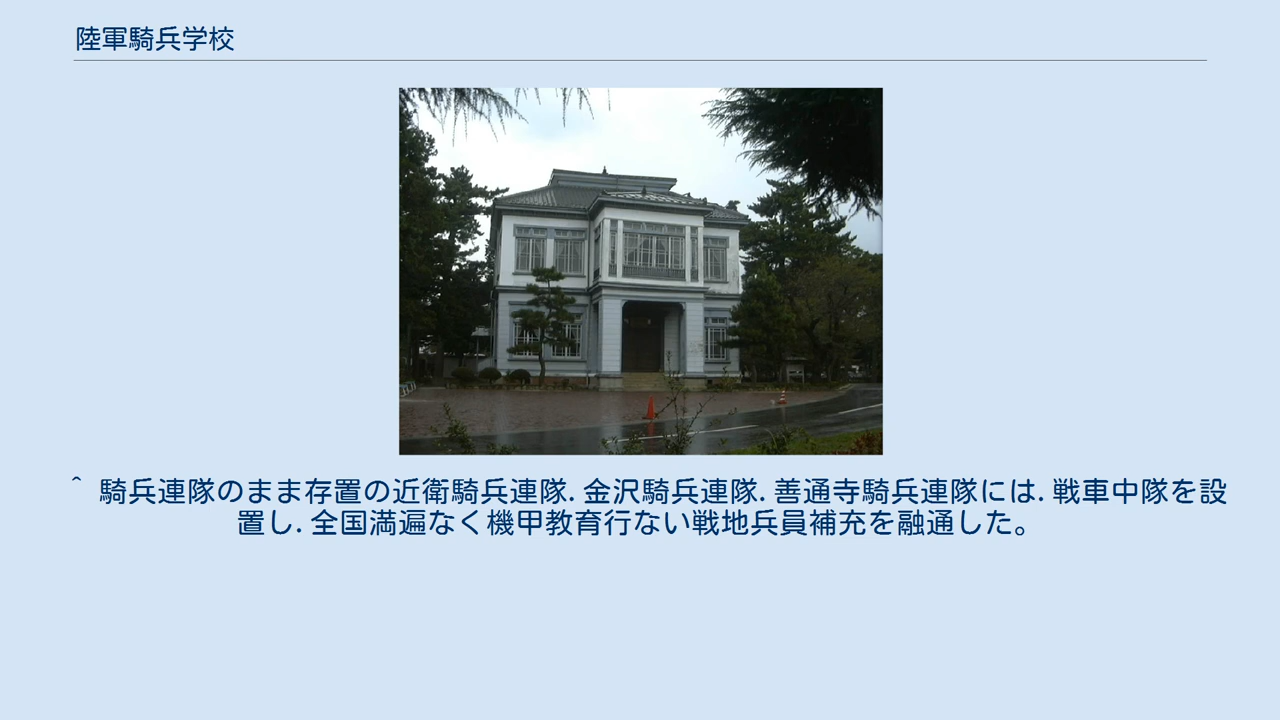 陸軍騎兵学校
^ 騎兵連隊のまま存置の近衛騎兵連隊. 金沢騎兵連隊. 善通寺騎兵連隊には. 戦車中隊を設
置し. 全国満遍なく機甲教育行ない戦地兵員補充を融通した。